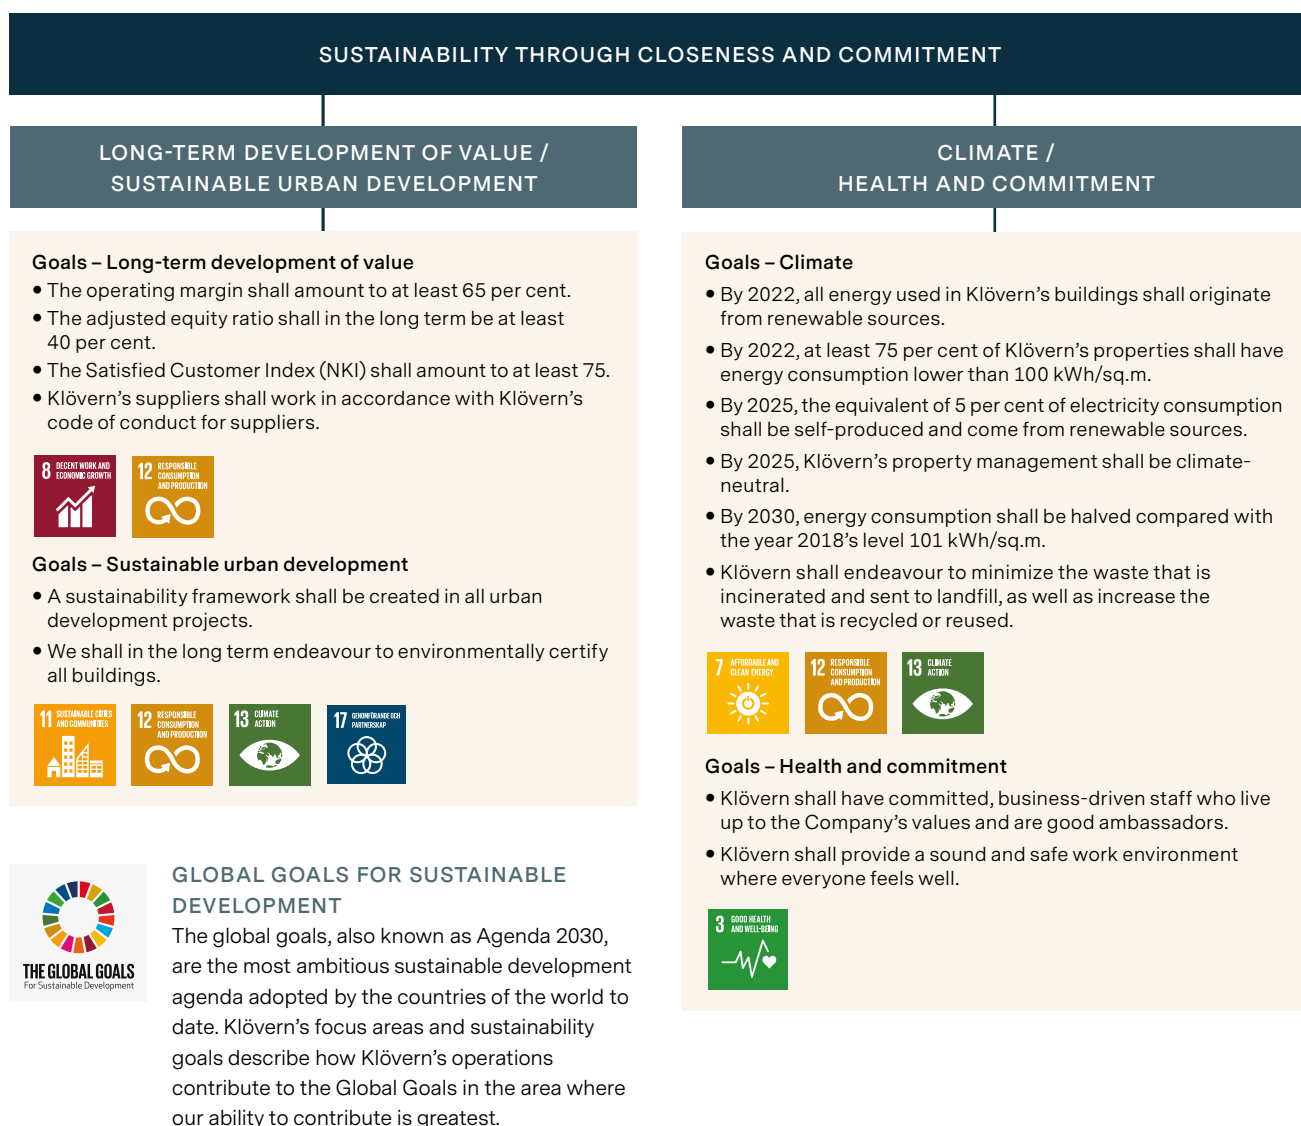 SUSTAINABILITY THROUGH CLOSENESS AND COMMITMENT
LONG-TERM DEVELOPMENT OF VALUE /
SUSTAINABLE URBAN DEVELOPMENT
Goals – Long-term development of value
• The operating margin shall amount to at least 65 per cent.
• The adjusted equity ratio shall in the long term be at least
40 per cent.
• The Satisfied Customer Index (NKI) shall amount to at least 75.
• Klövern’s suppliers shall work in accordance with Klövern’s
code of conduct for suppliers.
8 DECENT WORK AND
ECONOMIC GROWTH
12 RESPONSIBLE
CONSUMPTION
AND PRODUCTION
Goals – Sustainable urban development
• A sustainability framework shall be created in all urban
development projects.
• We shall in the long term endeavour to environmentally certify
all buildings.
11 SUSTAINABLE CITIES
AND COMMUNITIES
12 RESPONSIBLE
CONSUMPTION
AND PRODUCTION
13 CLIMATE
ACTION
17 GENOMFÖRANDE OCH
PARTNERSKAP
CLIMATE /
HEALTH AND COMMITMENT
Goals – Climate
• By 2022, all energy used in Klövern’s buildings shall originate
from renewable sources.
• By 2022, at least 75 per cent of Klövern’s properties shall have
energy consumption lower than 100 kWh/sq.m.
• By 2025, the equivalent of 5 per cent of electricity consumption
shall be self-produced and come from renewable sources.
• By 2025, Klövern’s property management shall be climate-
neutral.
• By 2030, energy consumption shall be halved compared with
the year 2018’s level 101 kWh/sq.m.
• Klövern shall endeavour to minimize the waste that is
incinerated and sent to landfill, as well as increase the
waste that is recycled or reused.
7 AFFORDABLE AND
CLEAN ENERGY
12 RESPONSIBLE
CONSUMPTION
AND PRODUCTION
13 CLIMATE
ACTION
Goals – Health and commitment
• Klövern shall have committed, business-driven staff who live
up to the Company’s values and are good ambassadors.
• Klövern shall provide a sound and safe work environment
where everyone feels well.
3 GOOD HEALTH
AND WELL-BEING
THE GLOBAL GOALS
For Sustainable Development
GLOBAL GOALS FOR SUSTAINABLE
DEVELOPMENT
The global goals, also known as Agenda 2030,
are the most ambitious sustainable development
agenda adopted by the countries of the world to
date. Klövern’s focus areas and sustainability
goals describe how Klövern’s operations
contribute to the Global Goals in the area where
our ability to contribute is greatest.